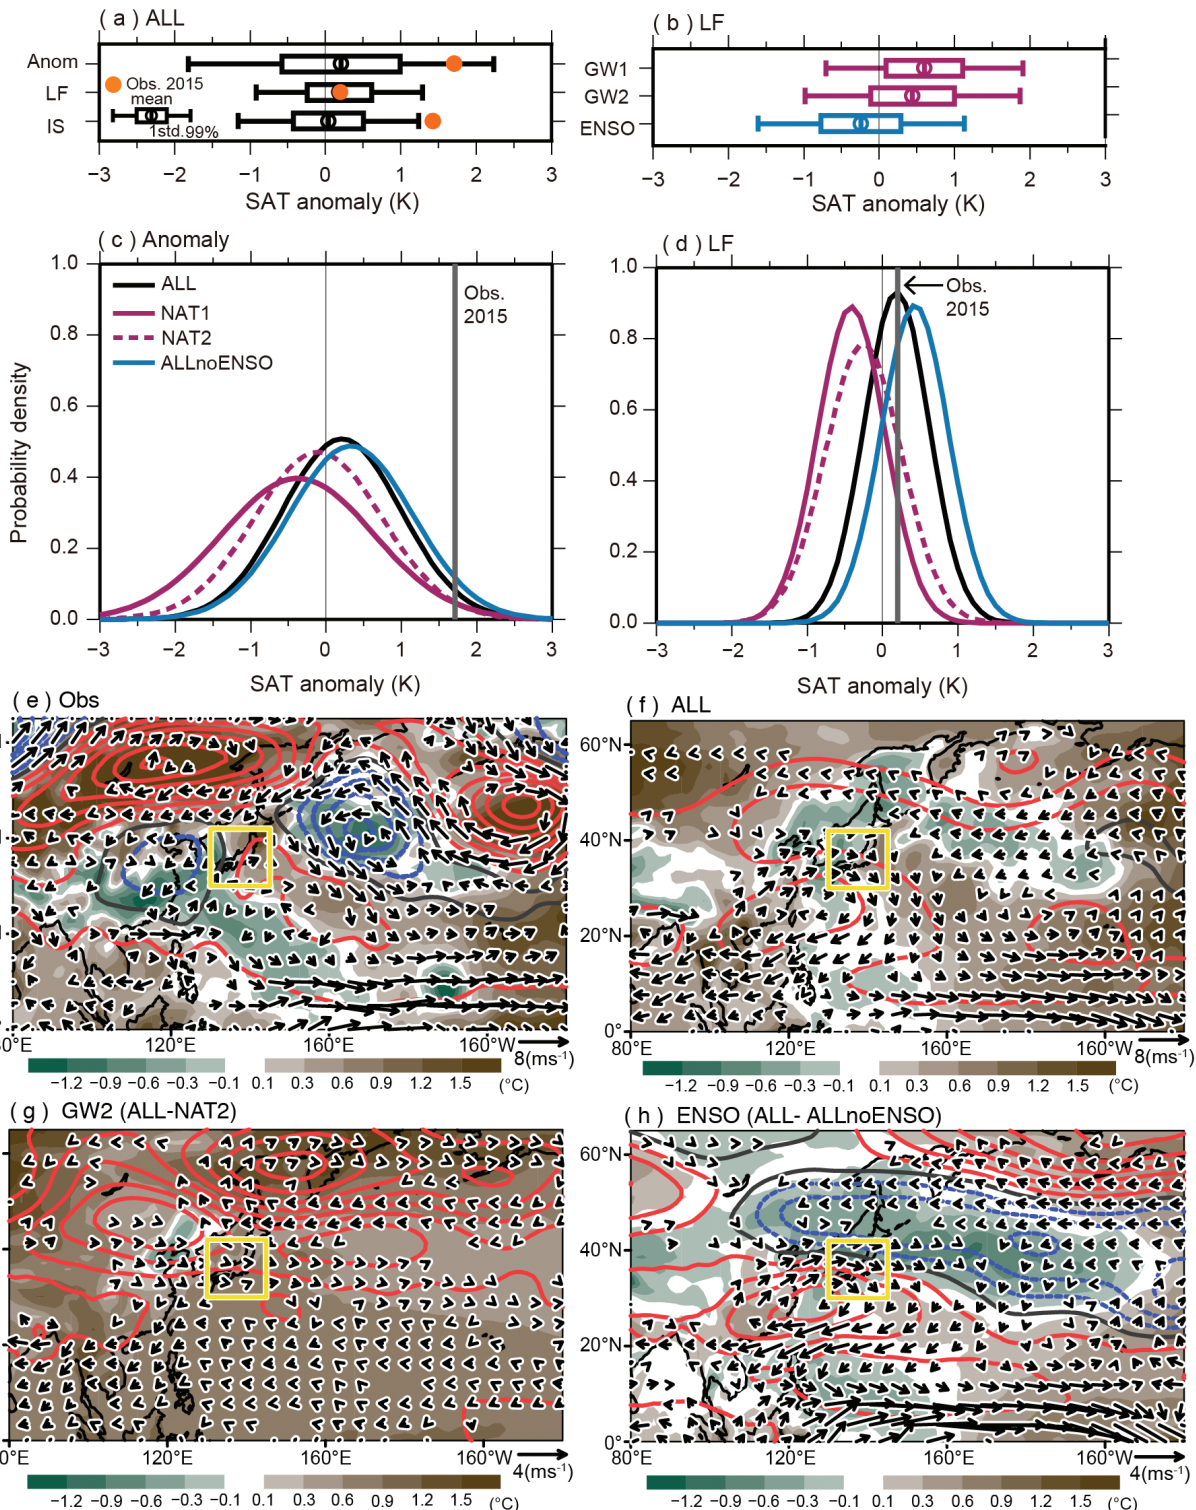 ( a ) ALL
Anom
LF
IS
Obs. 2015
mean
1std.99%
−3 −2 −1 0 1 2 3
SAT anomaly (K)
( b ) LF
GW1
GW2
ENSO
−3 −2 −1 0 1 2 3
SAT anomaly (K)
( c ) Anomaly
Probability density
1.0
0.8
0.6
0.4
0.2
0.0
ALL
NAT1
NAT2
ALLnoENSO
Obs.
2015
−3 −2 −1 0 1 2 3
SAT anomaly (K)
( d ) LF
1.0
0.8
0.6
0.4
0.2
0.0
Obs.
2015
−3 −2 −1 0 1 2 3
SAT anomaly (K)
( e ) Obs
80°E 120°E 160°E 160°W
8(ms⁻¹)
−1.2 −0.9 −0.6 −0.3 −0.1 0.1 0.3 0.6 0.9 1.2 1.5 (°C)
( f ) ALL
60°N
40°N
20°N
0°
80°E 120°E 160°E 160°W
8(ms⁻¹)
−1.2 −0.9 −0.6 −0.3 −0.1 0.1 0.3 0.6 0.9 1.2 1.5 (°C)
( g ) GW2 (ALL-NAT2)
0°E 120°E 160°E 160°W
4(ms⁻¹)
−1.2 −0.9 −0.6 −0.3 −0.1 0.1 0.3 0.6 0.9 1.2 1.5 (°C)
( h ) ENSO (ALL- ALLnoENSO)
60°N
40°N
20°N
0°
80°E 120°E 160°E 160°W
4(ms⁻¹)
−1.2 −0.9 −0.6 −0.3 −0.1 0.1 0.3 0.6 0.9 1.2 1.5 (°C)